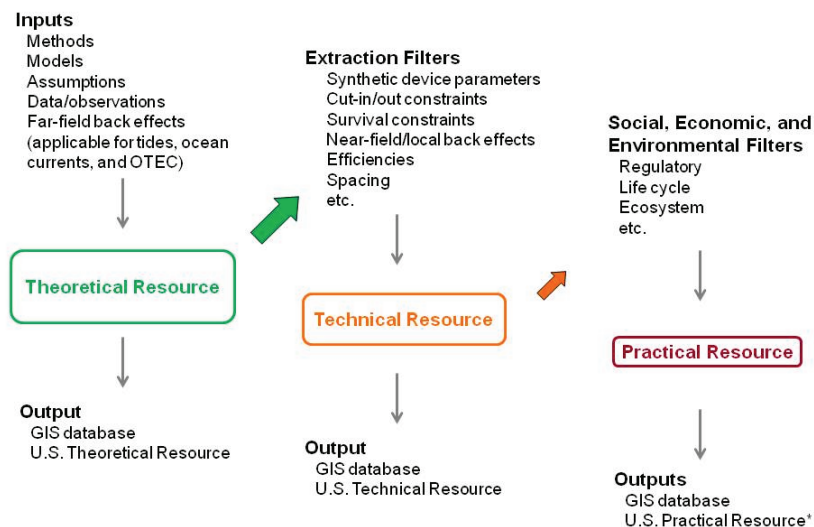 Inputs
Methods
Models
Assumptions
Data/observations
Far-field back effects
(applicable for tides, ocean
currents, and OTEC)
Theoretical Resource
Output
GIS database
U.S. Theoretical Resource
Extraction Filters
Synthetic device parameters
Cut-in/out constraints
Survival constraints
Near-field/local back effects
Efficiencies
Spacing
etc.
Technical Resource
Output
GIS database
U.S. Technical Resource
Social, Economic, and
Environmental Filters
Regulatory
Life cycle
Ecosystem
etc.
Practical Resource
Outputs
GIS database
U.S. Practical Resource*